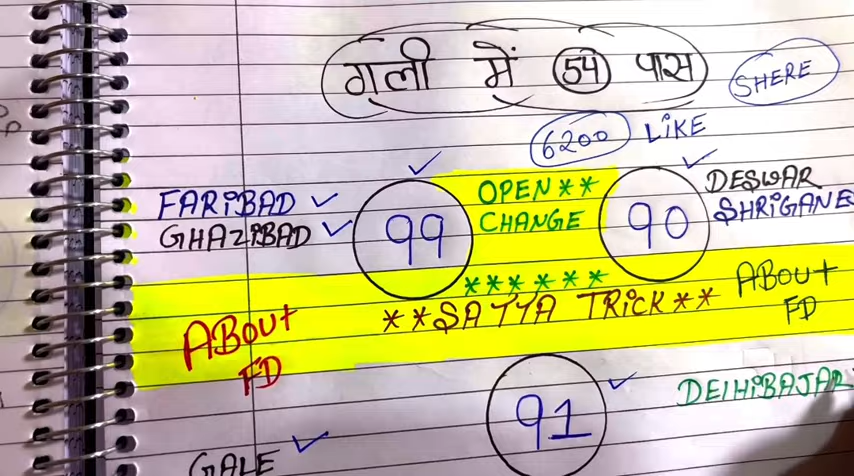 गली में 54 पास
SHERE
6200 LIKE
FARIBAD
GHAZIBAD
99
OPEN**
CHANGE
90
DESWAR
SHRIGANE
******
**SATTA TRICK**
ABOUT
FD
ABOUT
FD
91
DELHIBAJAR
GALE